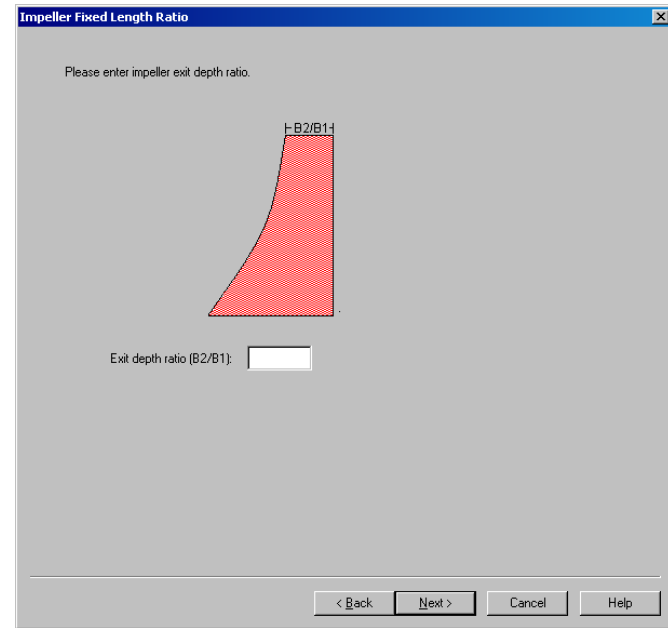 Impeller Fixed Length Ratio
Please enter impeller exit depth ratio.
B2/B1
Exit depth ratio (B2/B1):
< Back Next > Cancel Help